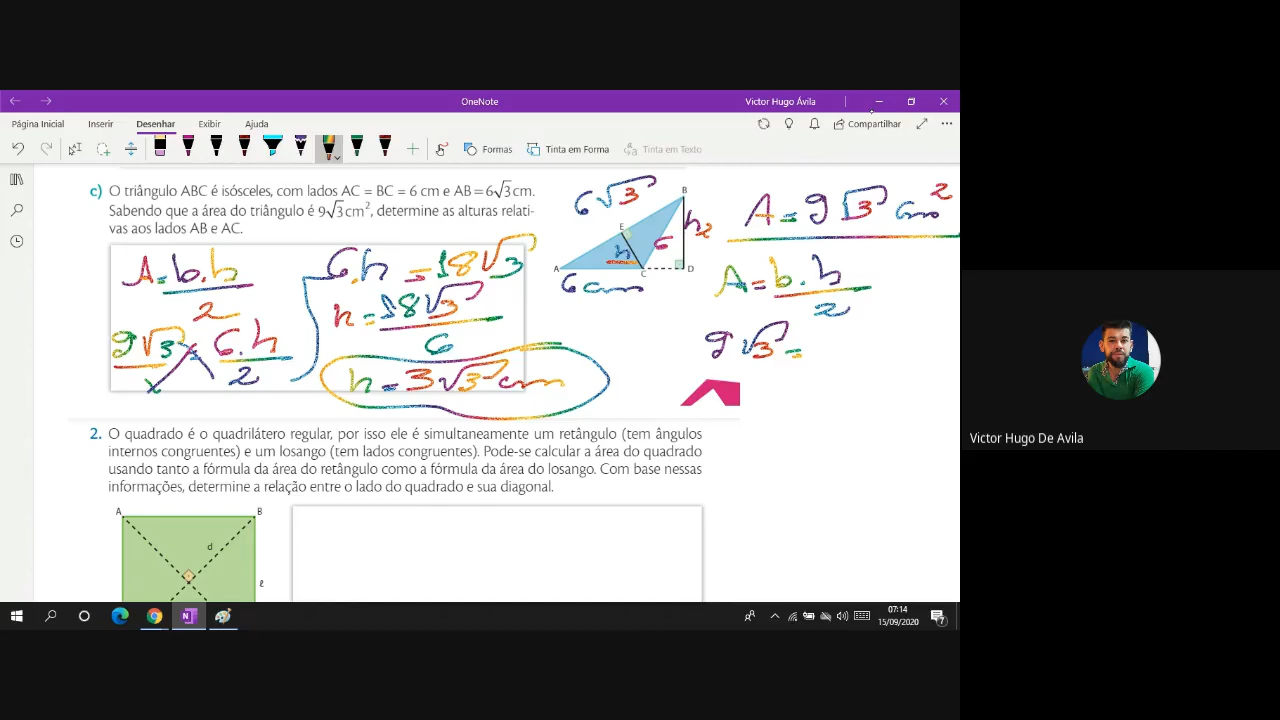 OneNote
Victor Hugo Ávila
Página Inicial Inserir Desenhar Exibir Ajuda
Compartilhar
Formas Tinta em Forma Tinta em Texto
c) O triângulo ABC é isósceles, com lados AC = BC = 6 cm e AB = 6√3 cm.
Sabendo que a área do triângulo é 9√3 cm², determine as alturas relati-
vas aos lados AB e AC.
A = b.h/2
9√3 = 6.h/2
6.h = 18√3
h = 18√3/6
h = 3√3 cm
6√3
B
E
h
6
h2
A
C
D
6cm
A = 9√3 cm²
A = b.h/2
9√3 =
2. O quadrado é o quadrilátero regular, por isso ele é simultaneamente um retângulo (tem ângulos
internos congruentes) e um losango (tem lados congruentes). Pode-se calcular a área do quadrado
usando tanto a fórmula da área do retângulo como a fórmula da área do losango. Com base nessas
informações, determine a relação entre o lado do quadrado e sua diagonal.
A B
d
ℓ
Victor Hugo De Avila
07:14
15/09/2020